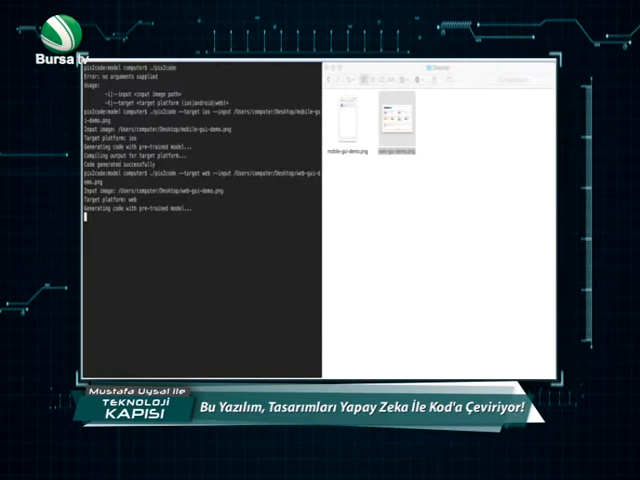 Bursa tv
pix2code:model computer$ ./pix2code
Error: no arguments supplied
Usage:
-i|--input <input image path>
-t|--target <target platform (ios|android|web)>
pix2code:model computer$ ./pix2code --target ios --input /Users/computer/Desktop/mobile-gu
i-demo.png
Input image: /Users/computer/Desktop/mobile-gui-demo.png
Target platform: ios
Generating code with pre-trained model...
Compiling output for target platform...
Code generated successfully
pix2code:model computer$ ./pix2code --target web --input /Users/computer/Desktop/web-gui-d
emo.png
Input image: /Users/computer/Desktop/web-gui-demo.png
Target platform: web
Generating code with pre-trained model...
Desktop
mobile-gui-demo.png
web-gui-demo.png
Mustafa Uysal ile
TEKNOLOJİ
KAPISI
Bu Yazılım, Tasarımları Yapay Zeka İle Kod'a Çeviriyor!